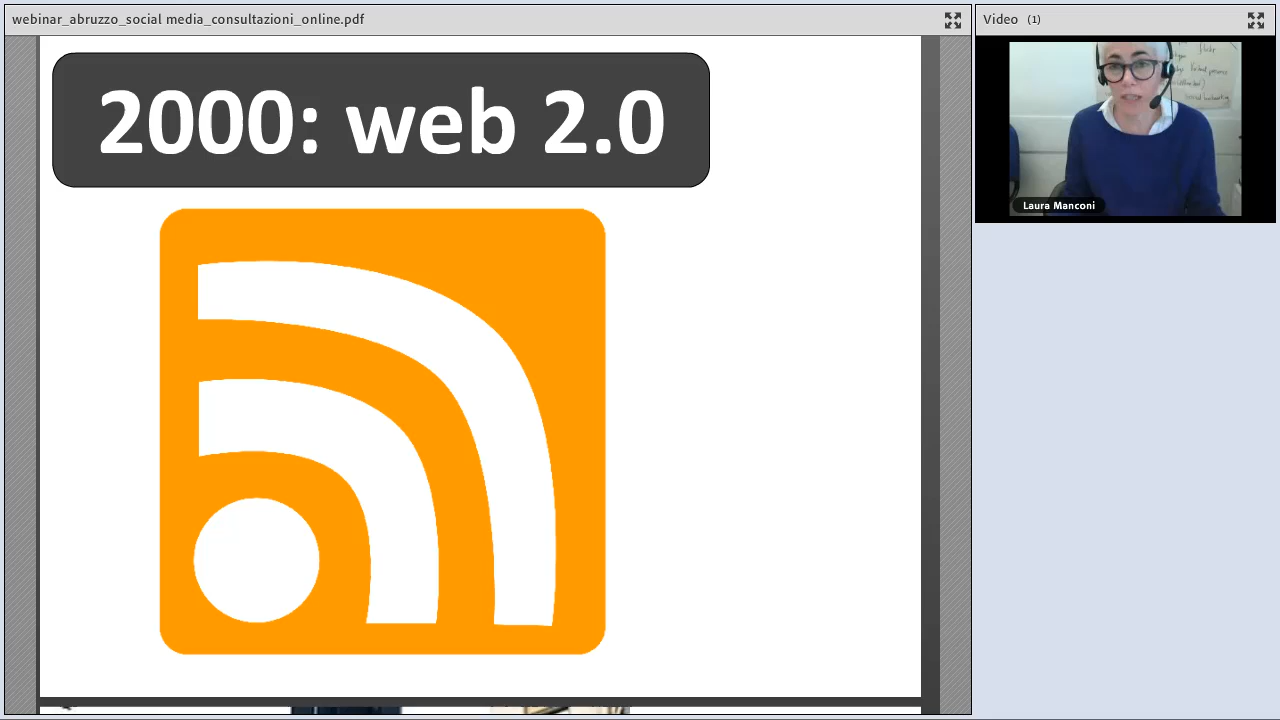 webinar_abruzzo_social media_consultazioni_online.pdf
Video (1)
2000: web 2.0
Laura Manconi